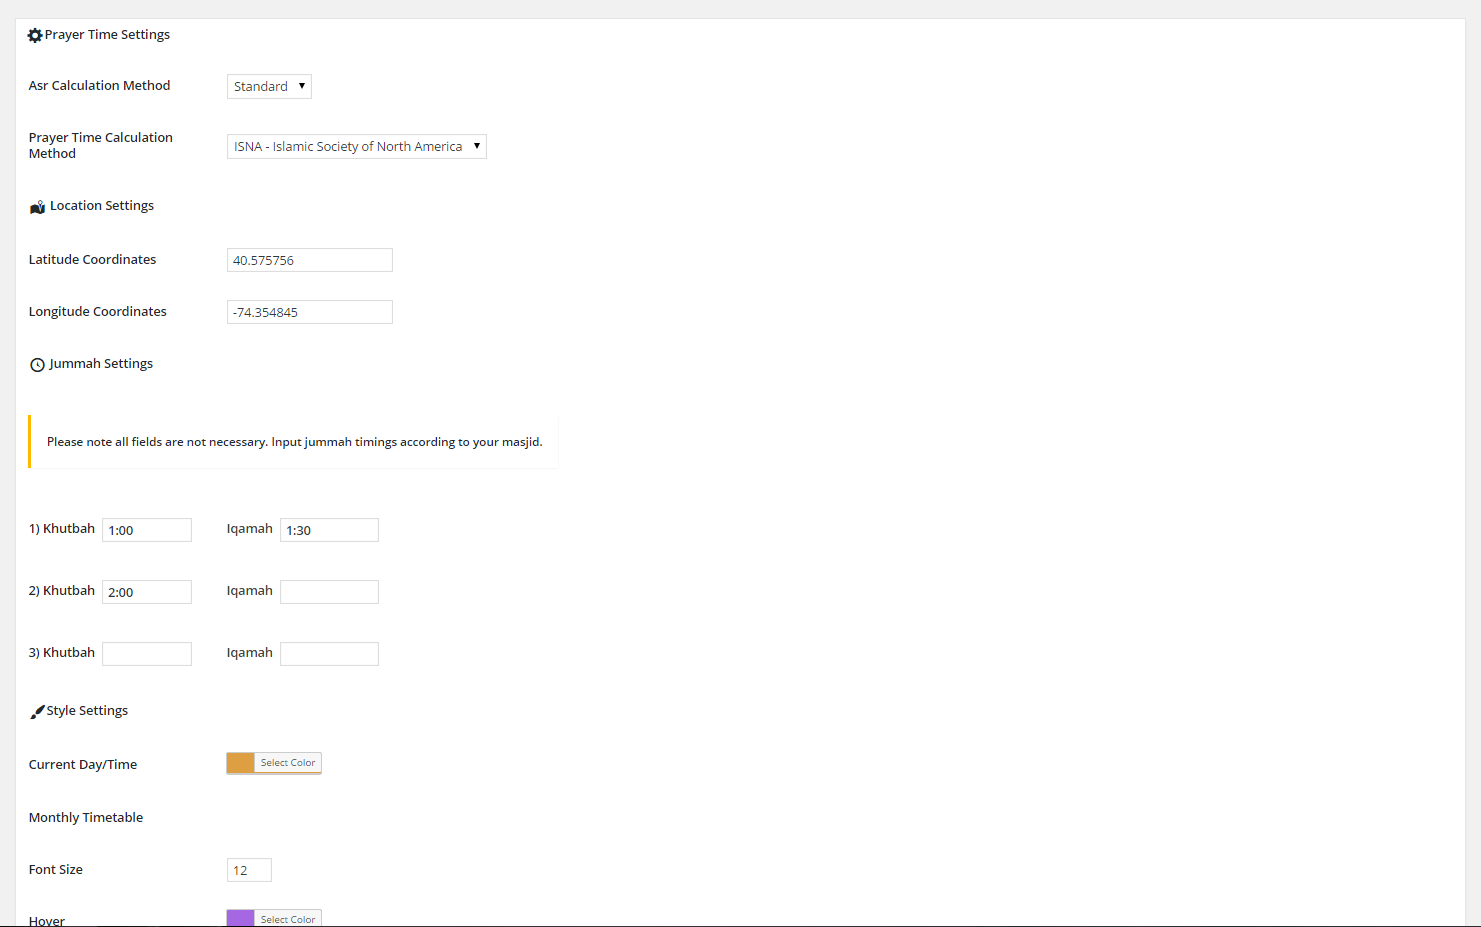 Prayer Time Settings
Asr Calculation Method Standard
Prayer Time Calculation
Method
ISNA - Islamic Society of North America
Location Settings
Latitude Coordinates 40.575756
Longitude Coordinates -74.354845
Jummah Settings
Please note all fields are not necessary. Input jummah timings according to your masjid.
1) Khutbah 1:00 Iqamah 1:30
2) Khutbah 2:00 Iqamah
3) Khutbah Iqamah
Style Settings
Current Day/Time Select Color
Monthly Timetable
Font Size 12
Hover Select Color